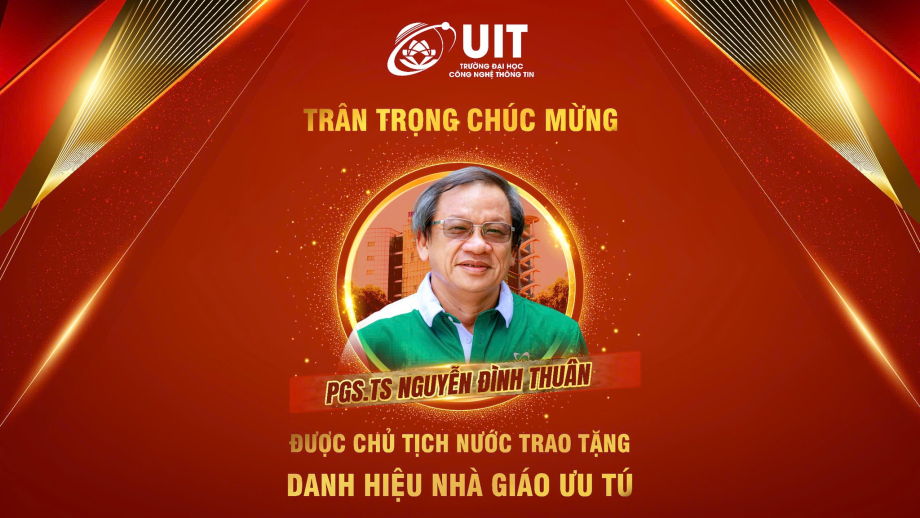 UIT
TRƯỜNG ĐẠI HỌC
CÔNG NGHỆ THÔNG TIN
TRÂN TRỌNG CHÚC MỪNG
PGS.TS NGUYỄN ĐÌNH THUÂN
ĐƯỢC CHỦ TỊCH NƯỚC TRAO TẶNG
DANH HIỆU NHÀ GIÁO ƯU TÚ